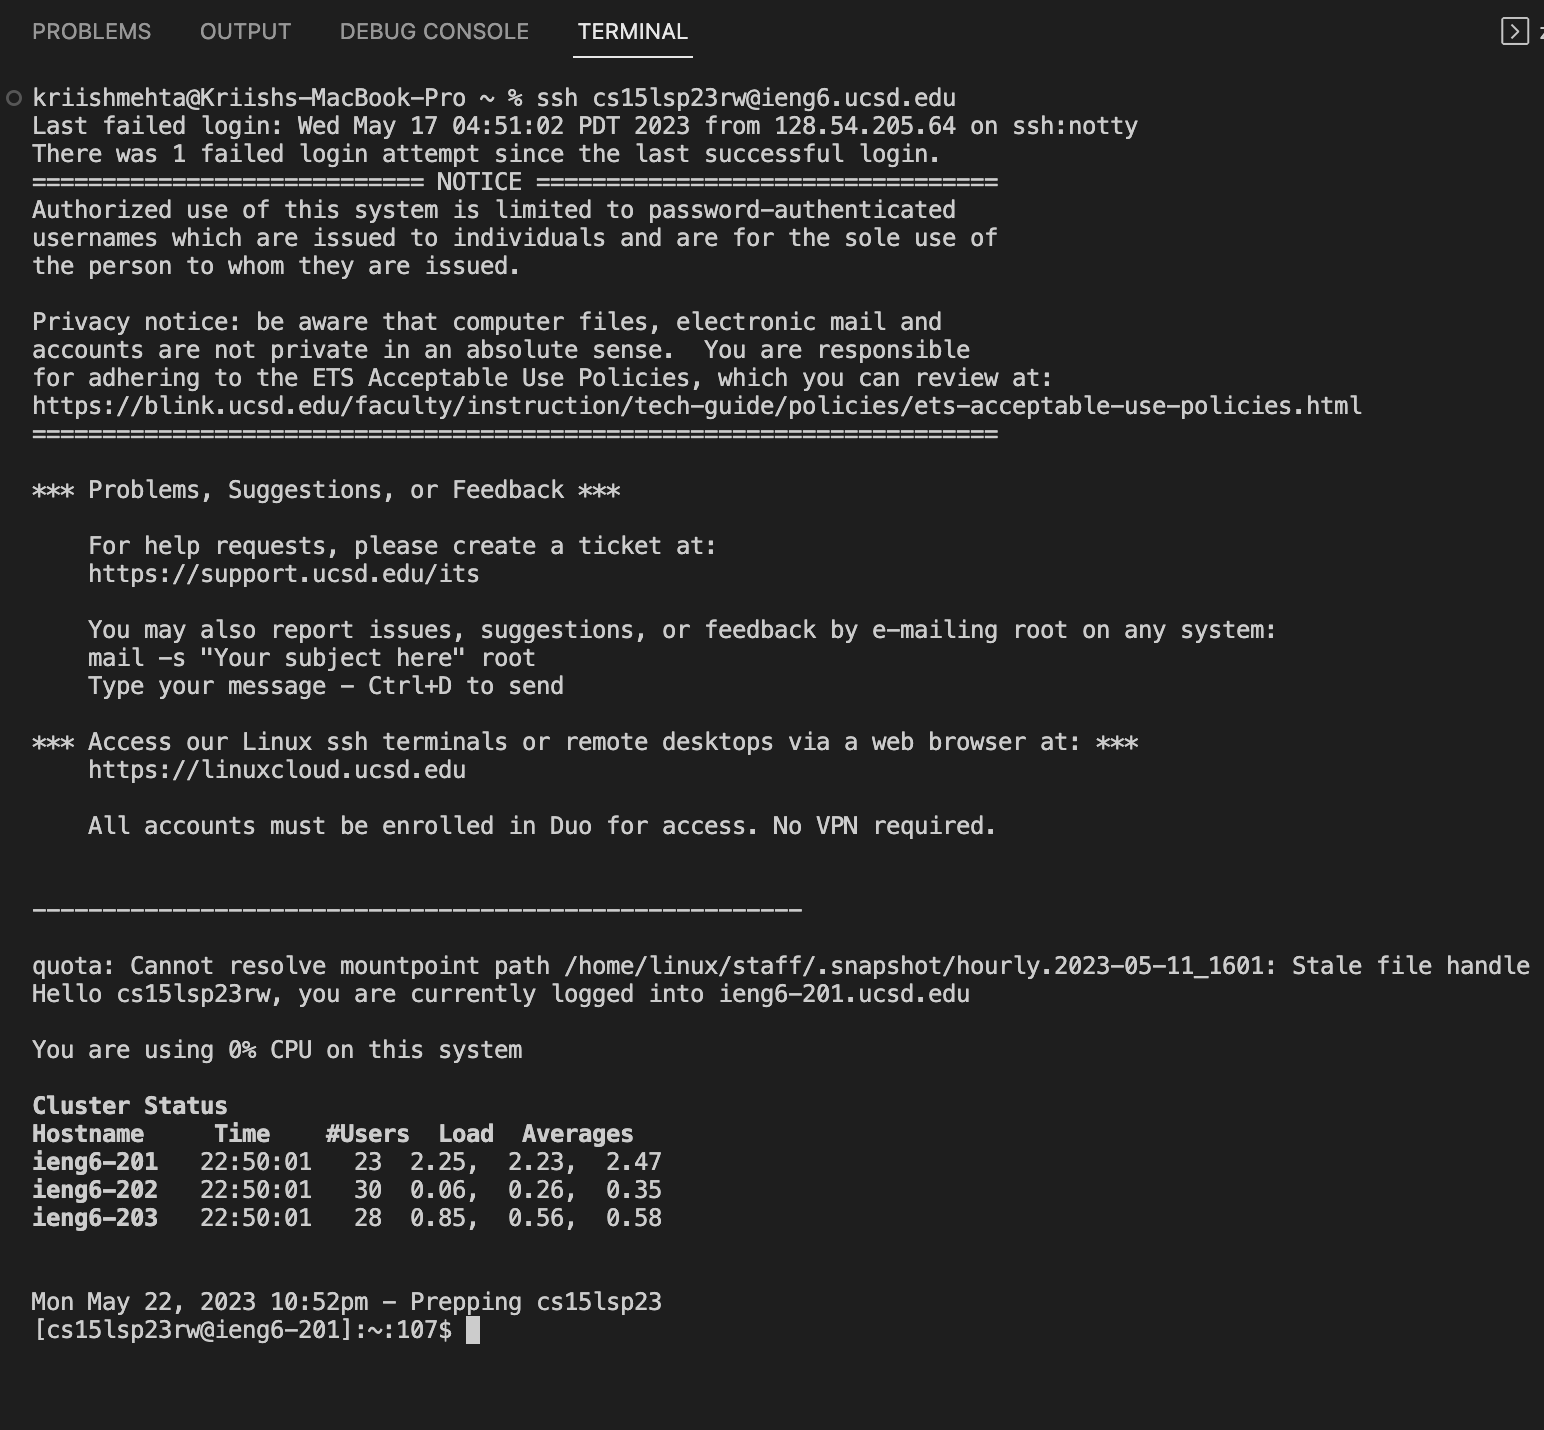 PROBLEMS OUTPUT DEBUG CONSOLE TERMINAL
kriishmehta@Kriishs-MacBook-Pro ~ % ssh cs15lsp23rw@ieng6.ucsd.edu
Last failed login: Wed May 17 04:51:02 PDT 2023 from 128.54.205.64 on ssh:notty
There was 1 failed login attempt since the last successful login.
============================ NOTICE =================================
Authorized use of this system is limited to password-authenticated
usernames which are issued to individuals and are for the sole use of
the person to whom they are issued.
Privacy notice: be aware that computer files, electronic mail and
accounts are not private in an absolute sense.  You are responsible
for adhering to the ETS Acceptable Use Policies, which you can review at:
https://blink.ucsd.edu/faculty/instruction/tech-guide/policies/ets-acceptable-use-policies.html
=====================================================================
*** Problems, Suggestions, or Feedback ***
    For help requests, please create a ticket at:
    https://support.ucsd.edu/its
    You may also report issues, suggestions, or feedback by e-mailing root on any system:
    mail -s "Your subject here" root
    Type your message - Ctrl+D to send
*** Access our Linux ssh terminals or remote desktops via a web browser at: ***
    https://linuxcloud.ucsd.edu
    All accounts must be enrolled in Duo for access. No VPN required.
-------------------------------------------------------
quota: Cannot resolve mountpoint path /home/linux/staff/.snapshot/hourly.2023-05-11_1601: Stale file handle
Hello cs15lsp23rw, you are currently logged into ieng6-201.ucsd.edu
You are using 0% CPU on this system
Cluster Status
Hostname     Time    #Users  Load  Averages
ieng6-201   22:50:01   23  2.25,  2.23,  2.47
ieng6-202   22:50:01   30  0.06,  0.26,  0.35
ieng6-203   22:50:01   28  0.85,  0.56,  0.58
Mon May 22, 2023 10:52pm - Prepping cs15lsp23
[cs15lsp23rw@ieng6-201]:~:107$